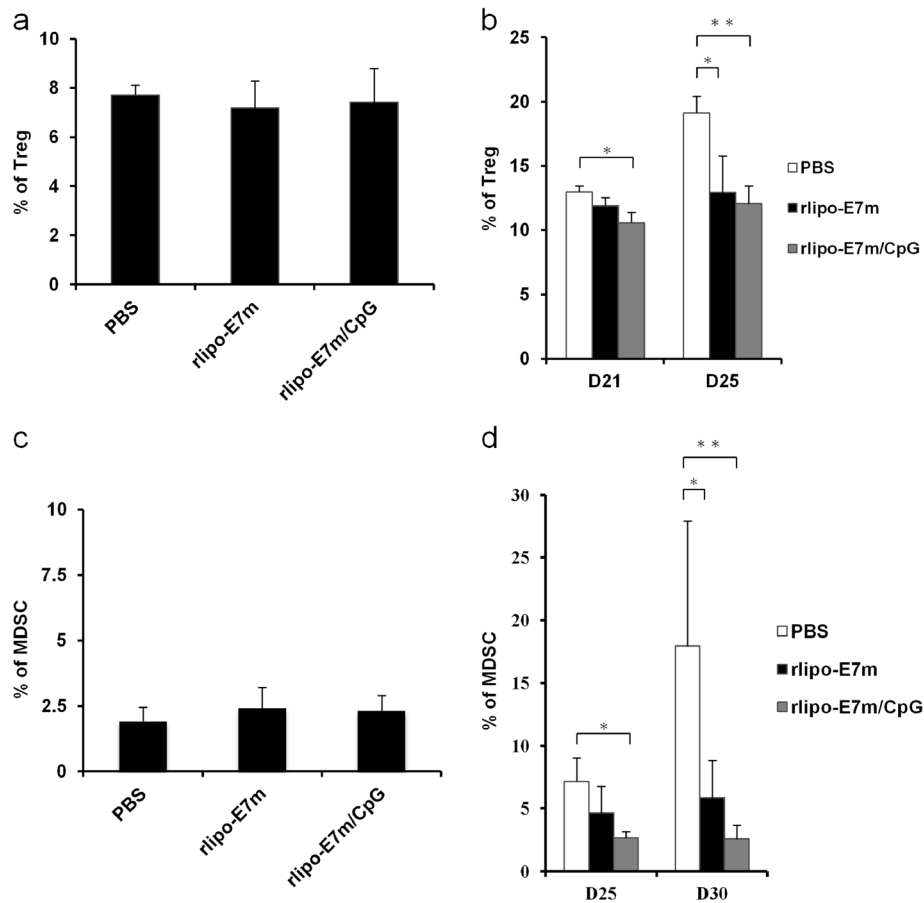 a
% of Treg
10
8
6
4
2
0
PBS
rlipo-E7m
rlipo-E7m/CpG
b
% of Treg
25
20
15
10
5
0
* *
*
*
D21
D25
PBS
rlipo-E7m
rlipo-E7m/CpG
c
% of MDSC
10
7.5
5
2.5
0
PBS
rlipo-E7m
rlipo-E7m/CpG
d
% of MDSC
30
25
20
15
10
5
0
* *
*
*
D25
D30
PBS
rlipo-E7m
rlipo-E7m/CpG